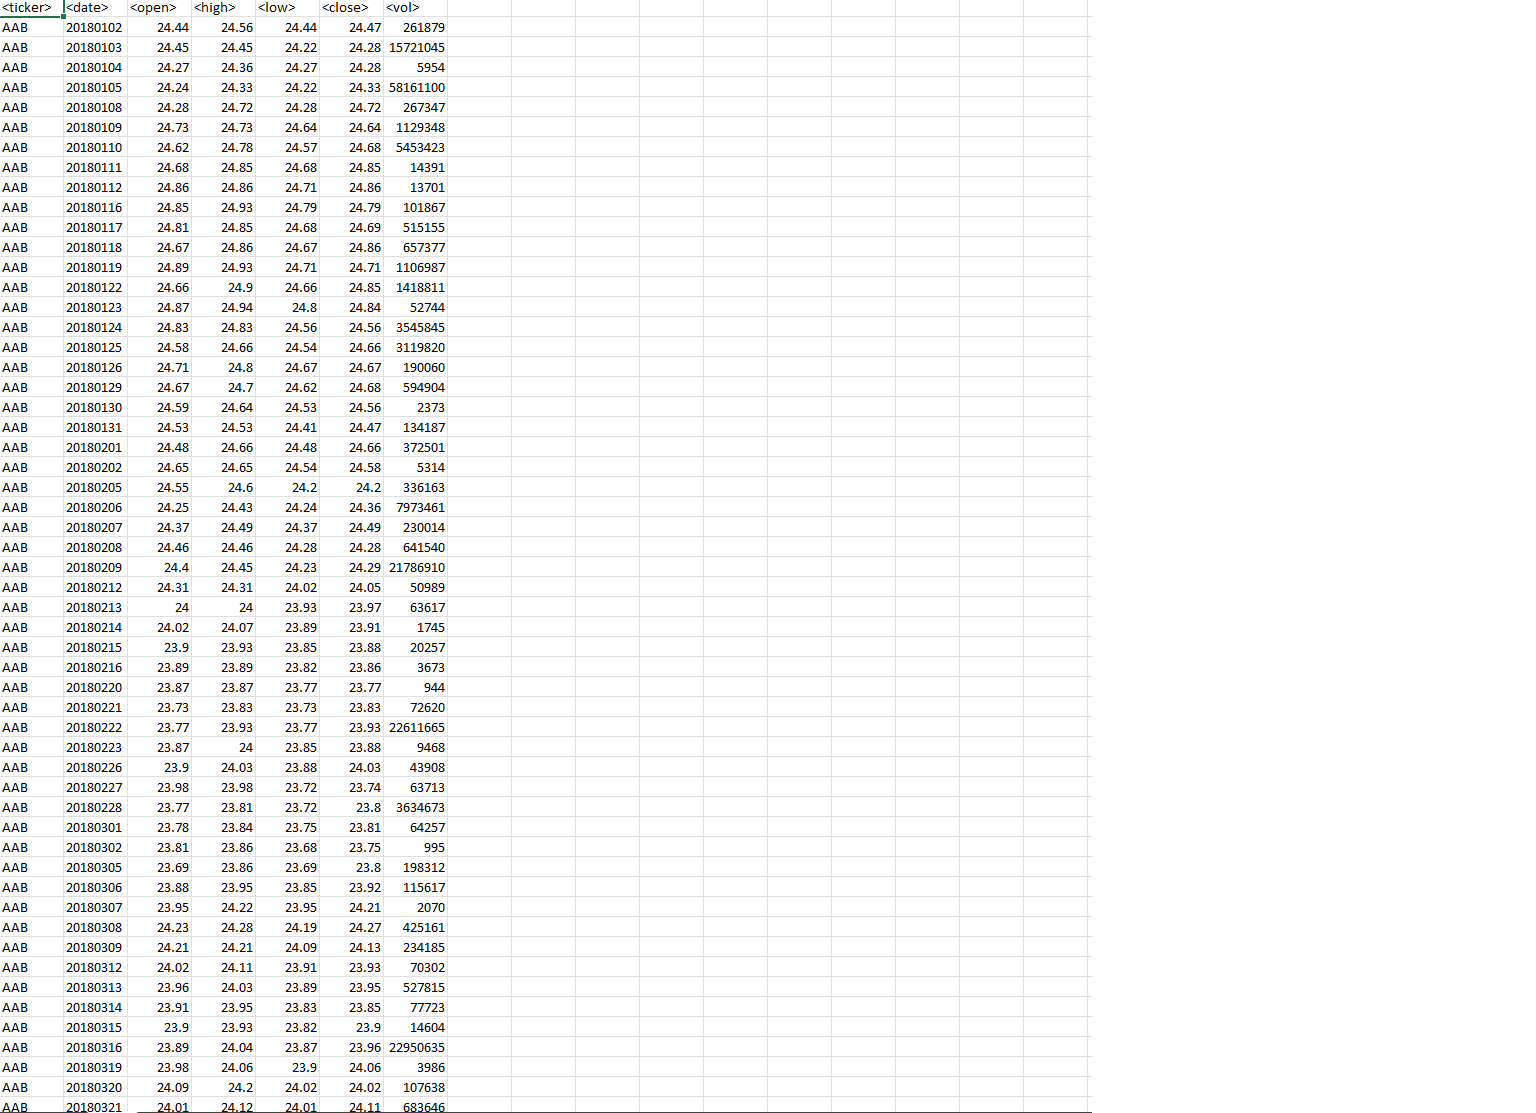 <ticker> <date> <open> <high> <low> <close> <vol>
AAB 20180102 24.44 24.56 24.44 24.47 261879
AAB 20180103 24.45 24.45 24.22 24.28 15721045
AAB 20180104 24.27 24.36 24.27 24.28 5954
AAB 20180105 24.24 24.33 24.22 24.33 58161100
AAB 20180108 24.28 24.72 24.28 24.72 267347
AAB 20180109 24.73 24.73 24.64 24.64 1129348
AAB 20180110 24.62 24.78 24.57 24.68 5453423
AAB 20180111 24.68 24.85 24.68 24.85 14391
AAB 20180112 24.86 24.86 24.71 24.86 13701
AAB 20180116 24.85 24.93 24.79 24.79 101867
AAB 20180117 24.81 24.85 24.68 24.69 515155
AAB 20180118 24.67 24.86 24.67 24.86 657377
AAB 20180119 24.89 24.93 24.71 24.71 1106987
AAB 20180122 24.66 24.9 24.66 24.85 1418811
AAB 20180123 24.87 24.94 24.8 24.84 52744
AAB 20180124 24.83 24.83 24.56 24.56 3545845
AAB 20180125 24.58 24.66 24.54 24.66 3119820
AAB 20180126 24.71 24.8 24.67 24.67 190060
AAB 20180129 24.67 24.7 24.62 24.68 594904
AAB 20180130 24.59 24.64 24.53 24.56 2373
AAB 20180131 24.53 24.53 24.41 24.47 134187
AAB 20180201 24.48 24.66 24.48 24.66 372501
AAB 20180202 24.65 24.65 24.54 24.58 5314
AAB 20180205 24.55 24.6 24.2 24.2 336163
AAB 20180206 24.25 24.43 24.24 24.36 7973461
AAB 20180207 24.37 24.49 24.37 24.49 230014
AAB 20180208 24.46 24.46 24.28 24.28 641540
AAB 20180209 24.4 24.45 24.23 24.29 21786910
AAB 20180212 24.31 24.31 24.02 24.05 50989
AAB 20180213 24 24 23.93 23.97 63617
AAB 20180214 24.02 24.07 23.89 23.91 1745
AAB 20180215 23.9 23.93 23.85 23.88 20257
AAB 20180216 23.89 23.89 23.82 23.86 3673
AAB 20180220 23.87 23.87 23.77 23.77 944
AAB 20180221 23.73 23.83 23.73 23.83 72620
AAB 20180222 23.77 23.93 23.77 23.93 22611665
AAB 20180223 23.87 24 23.85 23.88 9468
AAB 20180226 23.9 24.03 23.88 24.03 43908
AAB 20180227 23.98 23.98 23.72 23.74 63713
AAB 20180228 23.77 23.81 23.72 23.8 3634673
AAB 20180301 23.78 23.84 23.75 23.81 64257
AAB 20180302 23.81 23.86 23.68 23.75 995
AAB 20180305 23.69 23.86 23.69 23.8 198312
AAB 20180306 23.88 23.95 23.85 23.92 115617
AAB 20180307 23.95 24.22 23.95 24.21 2070
AAB 20180308 24.23 24.28 24.19 24.27 425161
AAB 20180309 24.21 24.21 24.09 24.13 234185
AAB 20180312 24.02 24.11 23.91 23.93 70302
AAB 20180313 23.96 24.03 23.89 23.95 527815
AAB 20180314 23.91 23.95 23.83 23.85 77723
AAB 20180315 23.9 23.93 23.82 23.9 14604
AAB 20180316 23.89 24.04 23.87 23.96 22950635
AAB 20180319 23.98 24.06 23.9 24.06 3986
AAB 20180320 24.09 24.2 24.02 24.02 107638
AAB 20180321 24.01 24.12 24.01 24.11 683646